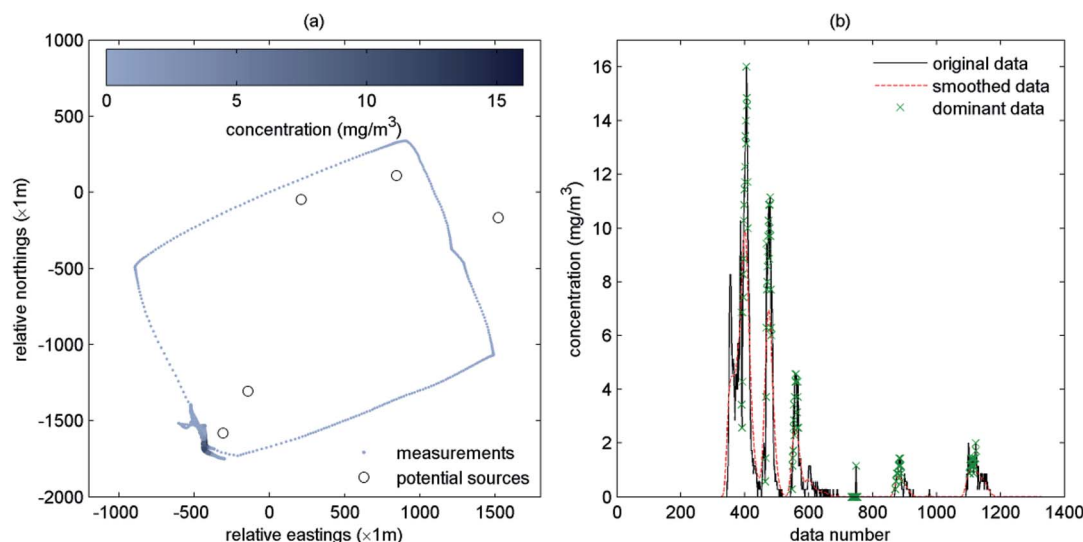 (a)
1000
500
0
-500
-1000
-1500
-2000
relative northings (×1m)
0 5 10 15
concentration (mg/m³)
measurements
potential sources
-1000 -500 0 500 1000 1500
relative eastings (×1m)
(b)
16
14
12
10
8
6
4
2
0
concentration (mg/m³)
original data
smoothed data
dominant data
0 200 400 600 800 1000 1200 1400
data number